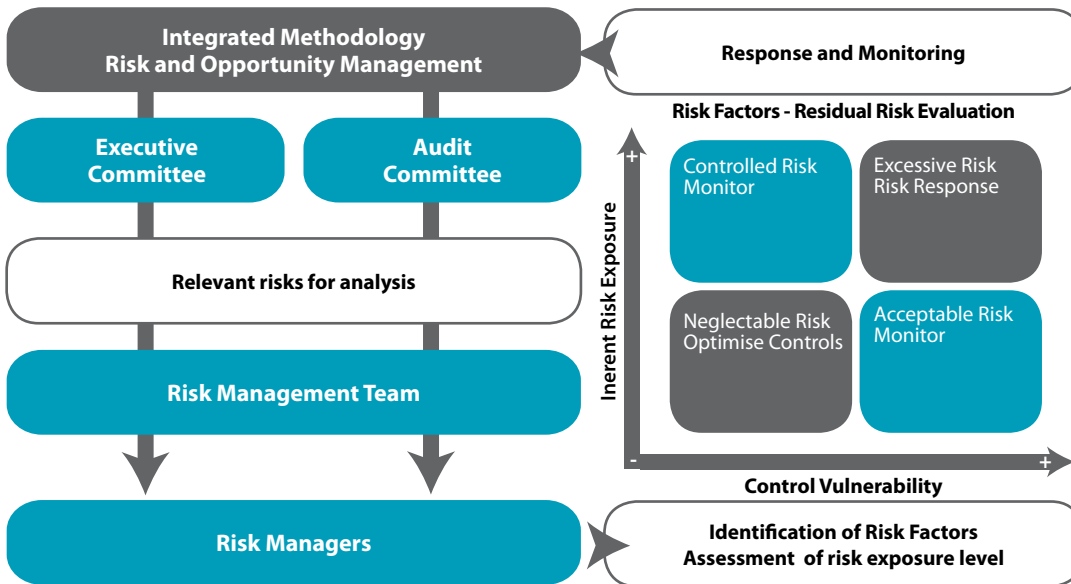 Integrated Methodology
Risk and Opportunity Management
Executive
Committee
Audit
Committee
Relevant risks for analysis
Risk Management Team
Risk Managers
Response and Monitoring
Risk Factors - Residual Risk Evaluation
Inerent Risk Exposure
+
Controlled Risk
Monitor
Excessive Risk
Risk Response
Neglectable Risk
Optimise Controls
Acceptable Risk
Monitor
-
+
Control Vulnerability
Identification of Risk Factors
Assessment of risk exposure level